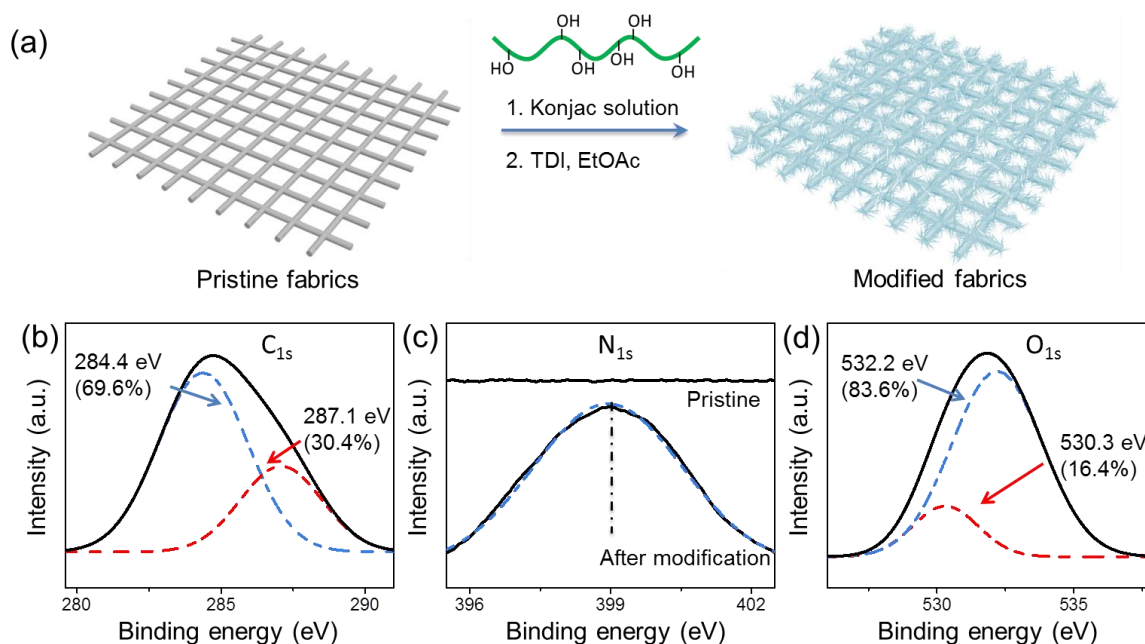 (a)
OH
OH
OH
HO
OH
OH
OH
1. Konjac solution
2. TDI, EtOAc
Pristine fabrics
Modified fabrics
(b)
C1s
284.4 eV
(69.6%)
287.1 eV
(30.4%)
Intensity (a.u.)
280
285
290
Binding energy (eV)
(c)
N1s
Pristine
After modification
Intensity (a.u.)
396
399
402
Binding energy (eV)
(d)
O1s
532.2 eV
(83.6%)
530.3 eV
(16.4%)
Intensity (a.u.)
530
535
Binding energy (eV)